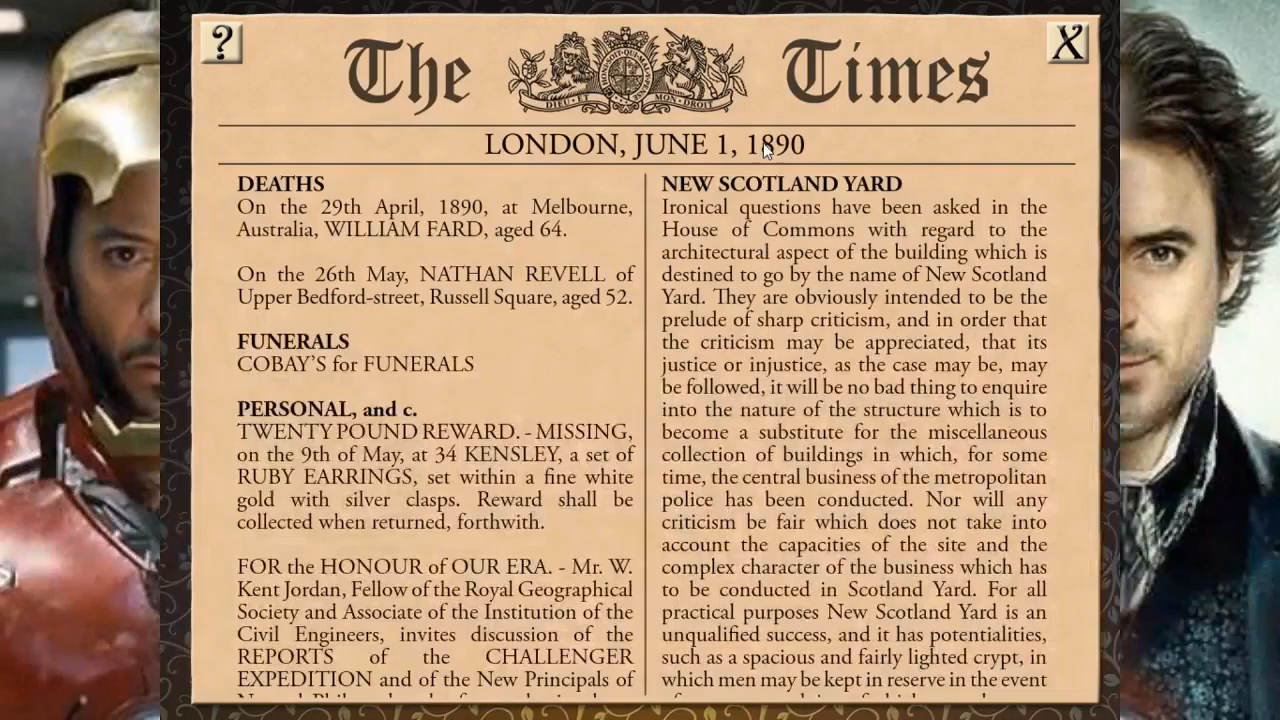 ?
X
The Times
DIEU·ET MON·DROIT
LONDON, JUNE 1, 1890
DEATHS
On the 29th April, 1890, at Melbourne,
Australia, WILLIAM FARD, aged 64.
On the 26th May, NATHAN REVELL of
Upper Bedford-street, Russell Square, aged 52.
FUNERALS
COBAY'S for FUNERALS
PERSONAL, and c.
TWENTY POUND REWARD. - MISSING,
on the 9th of May, at 34 KENSLEY, a set of
RUBY EARRINGS, set within a fine white
gold with silver clasps. Reward shall be
collected when returned, forthwith.
FOR the HONOUR of OUR ERA. - Mr. W.
Kent Jordan, Fellow of the Royal Geographical
Society and Associate of the Institution of the
Civil Engineers, invites discussion of the
REPORTS of the CHALLENGER
EXPEDITION and of the New Principals of
NEW SCOTLAND YARD
Ironical questions have been asked in the
House of Commons with regard to the
architectural aspect of the building which is
destined to go by the name of New Scotland
Yard. They are obviously intended to be the
prelude of sharp criticism, and in order that
the criticism may be appreciated, that its
justice or injustice, as the case may be, may
be followed, it will be no bad thing to enquire
into the nature of the structure which is to
become a substitute for the miscellaneous
collection of buildings in which, for some
time, the central business of the metropolitan
police has been conducted. Nor will any
criticism be fair which does not take into
account the capacities of the site and the
complex character of the business which has
to be conducted in Scotland Yard. For all
practical purposes New Scotland Yard is an
unqualified success, and it has potentialities,
such as a spacious and fairly lighted crypt, in
which men may be kept in reserve in the event